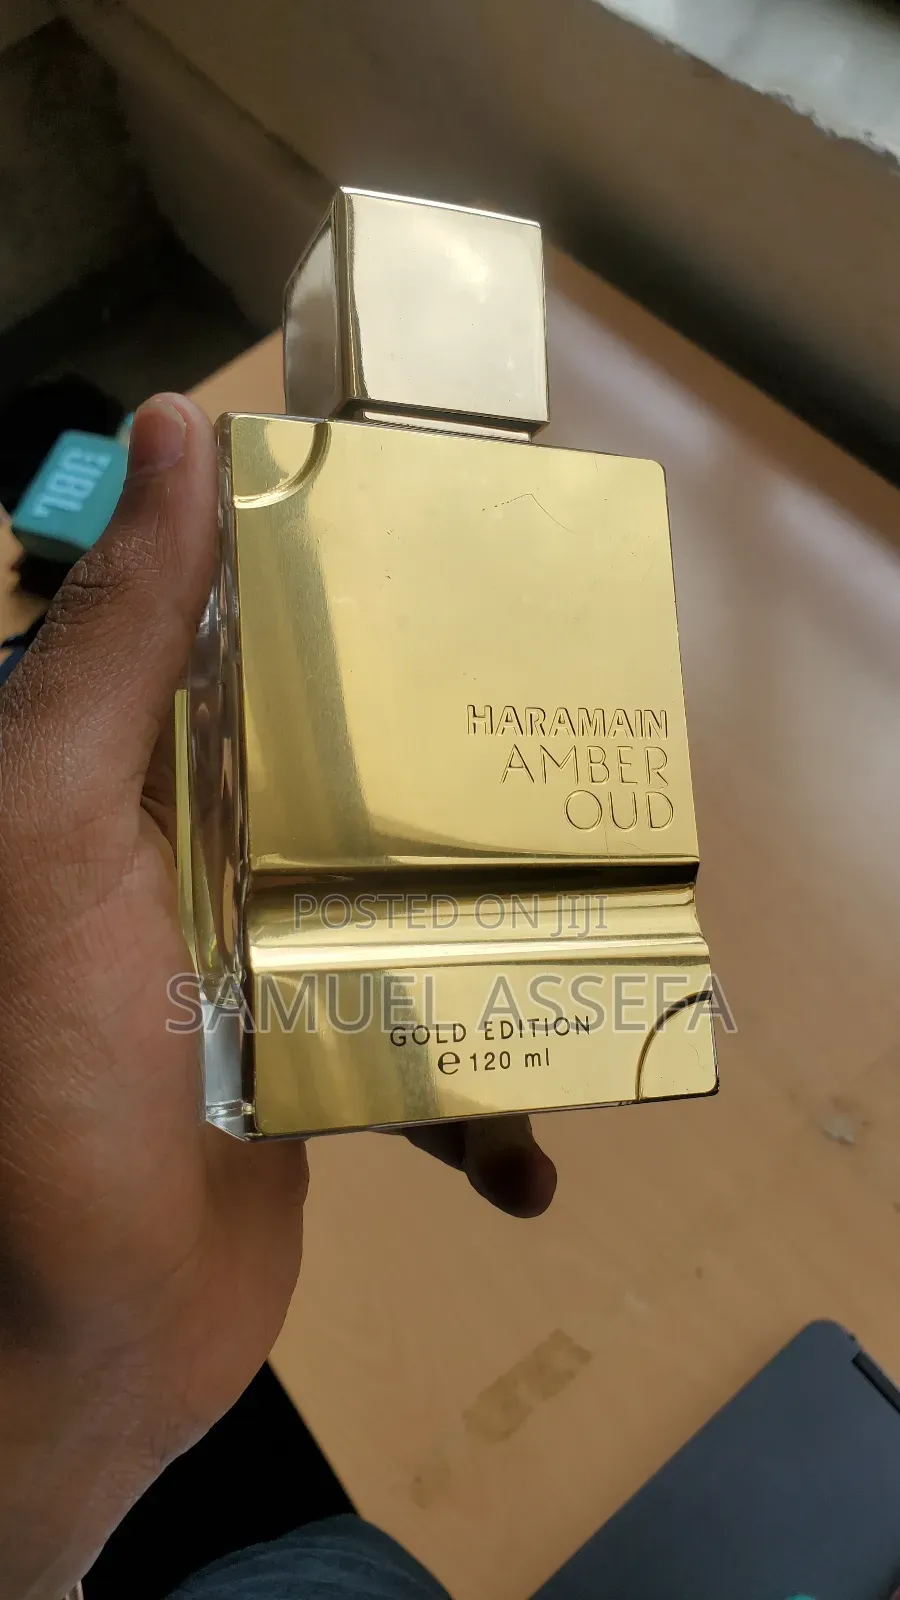 JBL
HARAMAIN
AMBER
OUD
POSTED ON JIJI
SAMUEL ASSEFA
GOLD EDITION
℮ 120 ml